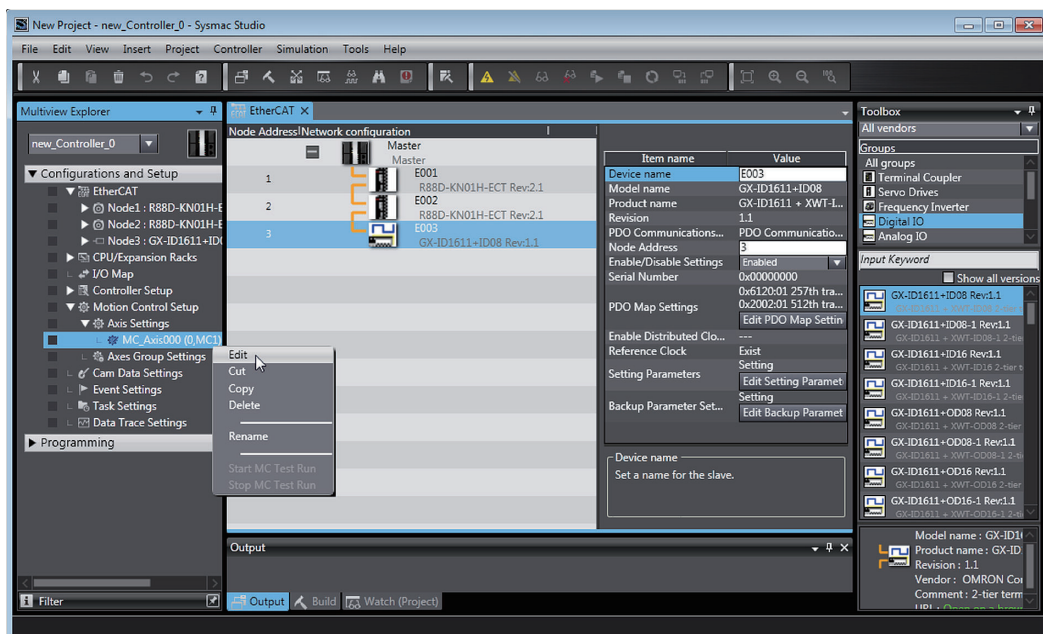 New Project - new_Controller_0 - Sysmac Studio
File Edit View Insert Project Controller Simulation Tools Help
Multiview Explorer
new_Controller_0
Configurations and Setup
EtherCAT
Node1 : R88D-KN01H-E
Node2 : R88D-KN01H-E
Node3 : GX-ID1611+ID(
CPU/Expansion Racks
I/O Map
Controller Setup
Motion Control Setup
Axis Settings
MC_Axis000 (0,MC1)
Axes Group Settings
Cam Data Settings
Event Settings
Task Settings
Data Trace Settings
Programming
Filter
Edit
Cut
Copy
Delete
Rename
Start MC Test Run
Stop MC Test Run
EtherCAT
Node Address Network configuration
Master
Master
1 E001
R88D-KN01H-ECT Rev:2.1
2 E002
R88D-KN01H-ECT Rev:2.1
3 E003
GX-ID1611+ID08 Rev:1.1
Item name Value
Device name E003
Model name GX-ID1611+ID08
Product name GX-ID1611 + XWT-I...
Revision 1.1
PDO Communications... PDO Communicatio...
Node Address 3
Enable/Disable Settings Enabled
Serial Number 0x00000000
PDO Map Settings 0x6120:01 257th tra...
0x2002:01 512th tra...
Edit PDO Map Settin
Enable Distributed Clo... ---
Reference Clock Exist
Setting Parameters Setting
Edit Setting Paramet
Backup Parameter Set... Setting
Edit Backup Paramet
Device name
Set a name for the slave.
Output
Output Build Watch (Project)
Toolbox
All vendors
Groups
All groups
Terminal Coupler
Servo Drives
Frequency Inverter
Digital IO
Analog IO
Input Keyword
Show all versions
GX-ID1611+ID08 Rev:1.1
GX-ID1611 + XWT-ID08 2-tier t
GX-ID1611+ID08-1 Rev:1.1
GX-ID1611 + XWT-ID08-1 2-tie
GX-ID1611+ID16 Rev:1.1
GX-ID1611 + XWT-ID16 2-tier t
GX-ID1611+ID16-1 Rev:1.1
GX-ID1611 + XWT-ID16-1 2-tie
GX-ID1611+OD08 Rev:1.1
GX-ID1611 + XWT-OD08 2-tier
GX-ID1611+OD08-1 Rev:1.1
GX-ID1611 + XWT-OD08-1 2-ti
GX-ID1611+OD16 Rev:1.1
GX-ID1611 + XWT-OD16 2-tier
GX-ID1611+OD16-1 Rev:1.1
GX-ID1611 + XWT-OD16-1 2-ti
Model name : GX-ID16
Product name : GX-ID
Revision : 1.1
Vendor : OMRON Cor
Comment : 2-tier term
URL : Open on a brow